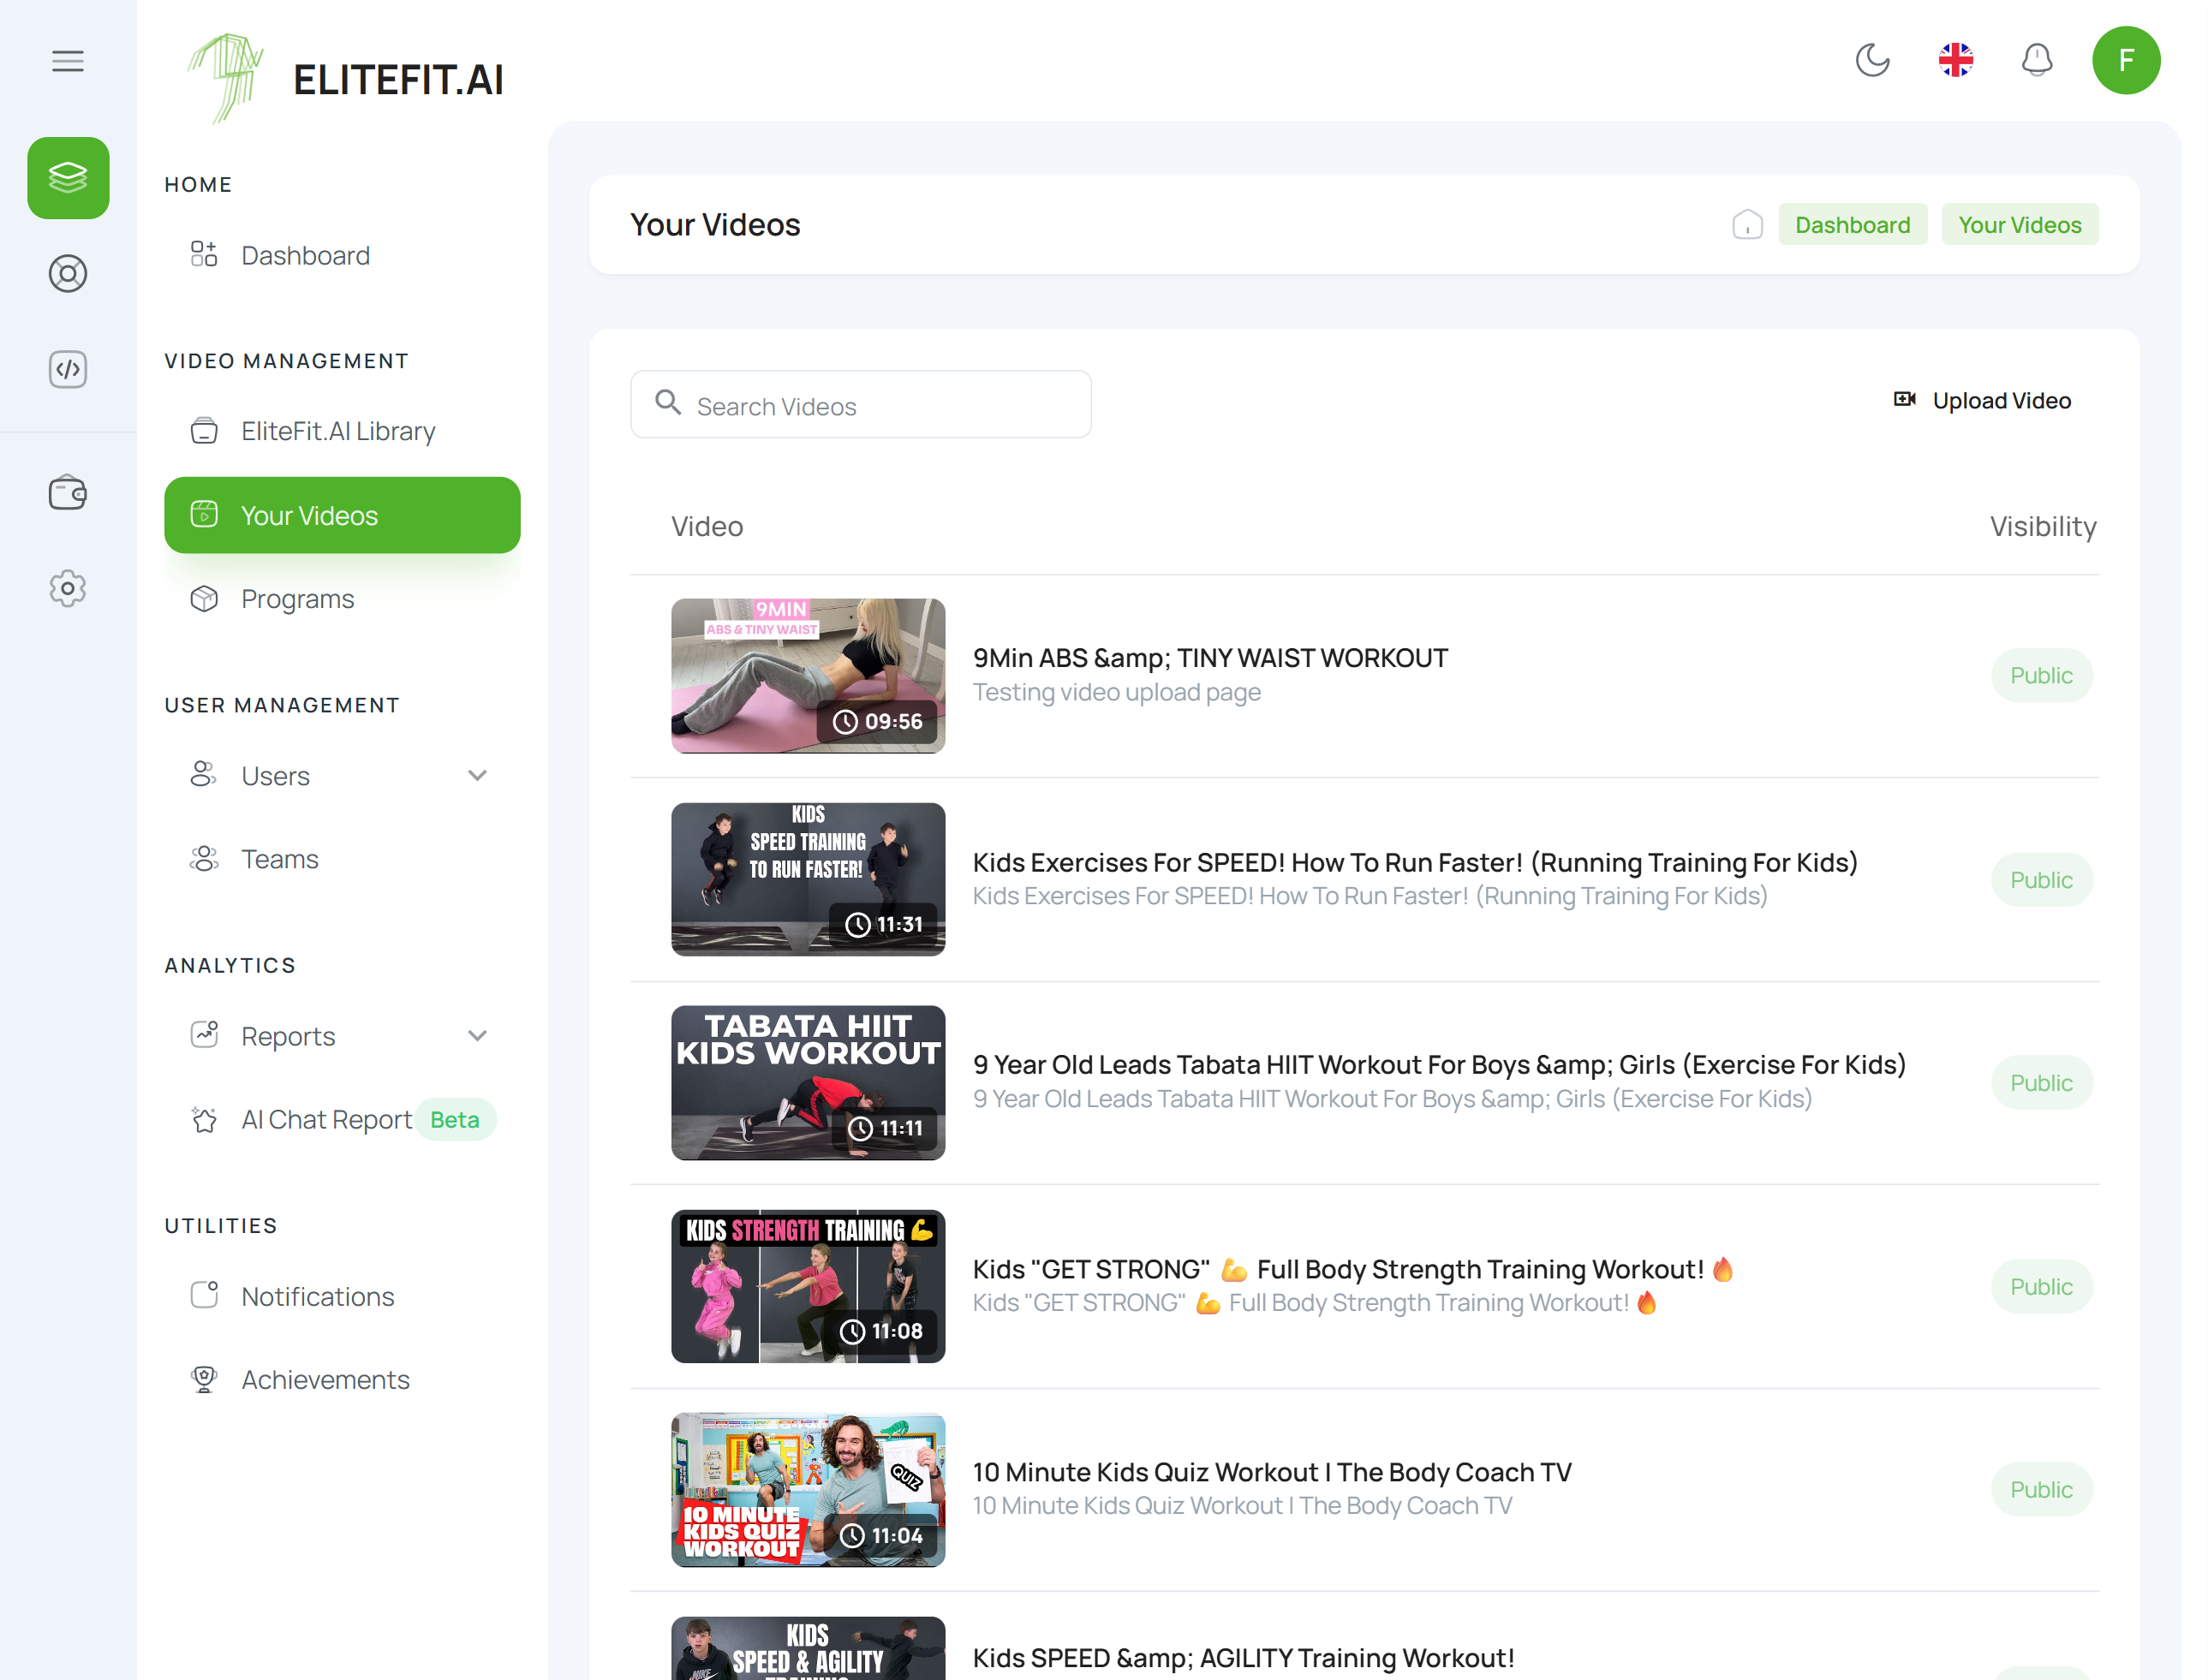 ELITEFIT.AI
F
HOME
Dashboard
VIDEO MANAGEMENT
EliteFit.AI Library
Your Videos
Programs
USER MANAGEMENT
Users
Teams
ANALYTICS
Reports
AI Chat Report Beta
UTILITIES
Notifications
Achievements
Your Videos
Dashboard
Your Videos
Search Videos
Upload Video
Video
Visibility
9MIN
ABS & TINY WAIST
09:56
9Min ABS &amp; TINY WAIST WORKOUT
Testing video upload page
Public
KIDS
SPEED TRAINING
TO RUN FASTER!
11:31
Kids Exercises For SPEED! How To Run Faster! (Running Training For Kids)
Kids Exercises For SPEED! How To Run Faster! (Running Training For Kids)
Public
TABATA HIIT
KIDS WORKOUT
11:11
9 Year Old Leads Tabata HIIT Workout For Boys &amp; Girls (Exercise For Kids)
9 Year Old Leads Tabata HIIT Workout For Boys &amp; Girls (Exercise For Kids)
Public
KIDS STRENGTH TRAINING 💪
11:08
Kids "GET STRONG" 💪 Full Body Strength Training Workout! 🔥
Kids "GET STRONG" 💪 Full Body Strength Training Workout! 🔥
Public
QUIZ
10 MINUTE
KIDS QUIZ
WORKOUT
11:04
10 Minute Kids Quiz Workout | The Body Coach TV
10 Minute Kids Quiz Workout | The Body Coach TV
Public
KIDS
SPEED & AGILITY
NIKE
Kids SPEED &amp; AGILITY Training Workout!